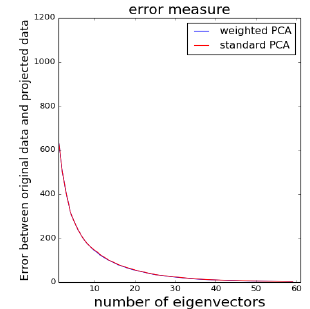 error measure
1200
1000
800
600
400
200
0
Error between original data and projected data
weighted PCA
standard PCA
10 20 30 40 50 60
number of eigenvectors